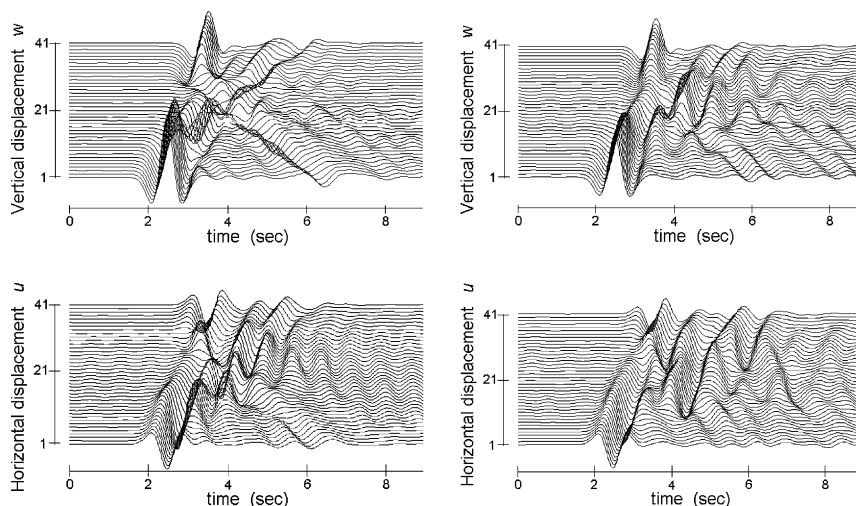 Vertical displacement w
41
21
1
0 2 4 6 8
time (sec)
Vertical displacement w
41
21
1
0 2 4 6 8
time (sec)
Horizontal displacement u
41
21
1
0 2 4 6 8
time (sec)
Horizontal displacement u
41
21
1
0 2 4 6 8
time (sec)